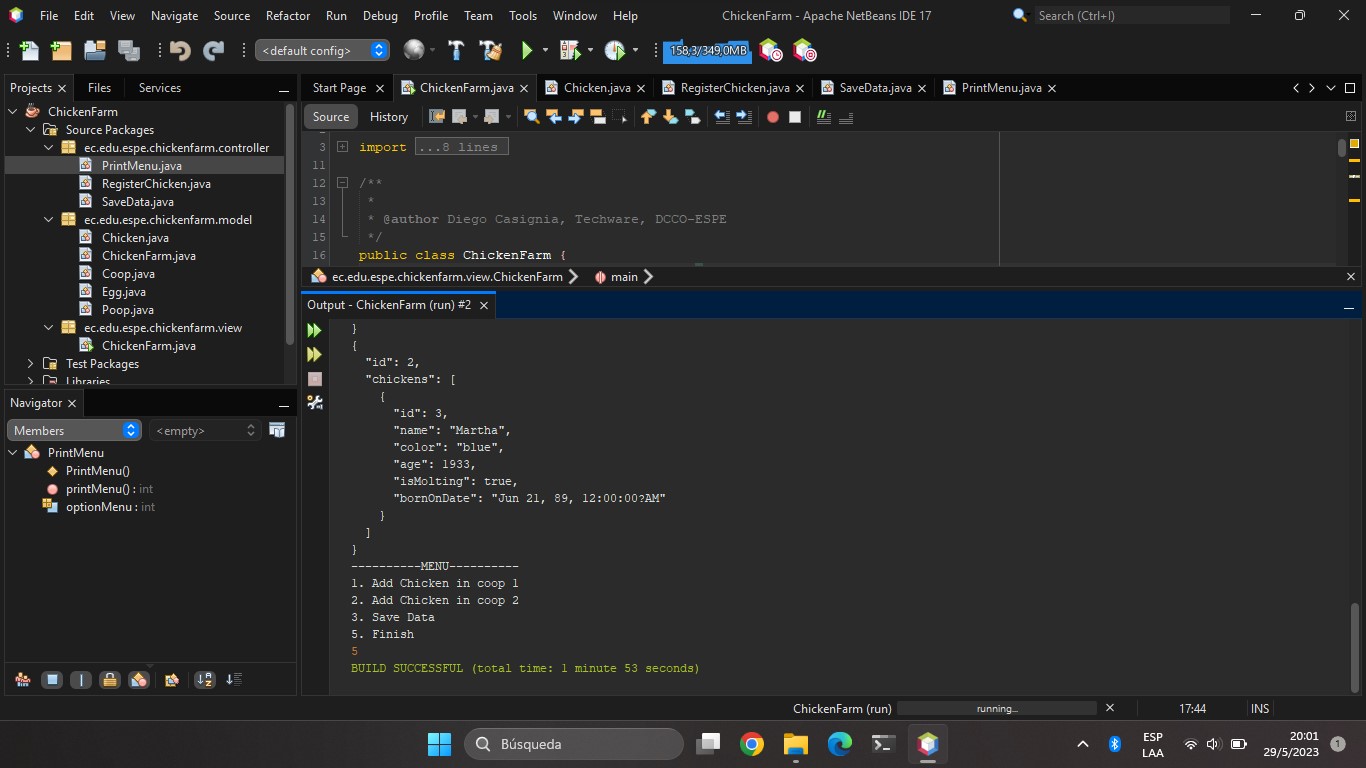 File Edit View Navigate Source Refactor Run Debug Profile Team Tools Window Help
ChickenFarm - Apache NetBeans IDE 17
Search (Ctrl+I)
<default config>
158,3/349,0MB
Projects
Files
Services
Start Page
ChickenFarm.java
Chicken.java
RegisterChicken.java
SaveData.java
PrintMenu.java
ChickenFarm
Source Packages
ec.edu.espe.chickenfarm.controller
PrintMenu.java
RegisterChicken.java
SaveData.java
ec.edu.espe.chickenfarm.model
Chicken.java
ChickenFarm.java
Coop.java
Egg.java
Poop.java
ec.edu.espe.chickenfarm.view
ChickenFarm.java
Test Packages
Libraries
Source
History
3 import ...8 lines
11
12 /**
13 *
14 * @author Diego Casignia, Techware, DCCO-ESPE
15 */
16 public class ChickenFarm {
ec.edu.espe.chickenfarm.view.ChickenFarm
main
Navigator
Members
<empty>
PrintMenu
PrintMenu()
printMenu() : int
optionMenu : int
Output - ChickenFarm (run) #2
}
{
"id": 2,
"chickens": [
{
"id": 3,
"name": "Martha",
"color": "blue",
"age": 1933,
"isMolting": true,
"bornOnDate": "Jun 21, 89, 12:00:00?AM"
}
]
}
----------MENU----------
1. Add Chicken in coop 1
2. Add Chicken in coop 2
3. Save Data
5. Finish
5
BUILD SUCCESSFUL (total time: 1 minute 53 seconds)
ChickenFarm (run)
running...
17:44
INS
Búsqueda
ESP
LAA
20:01
29/5/2023
1